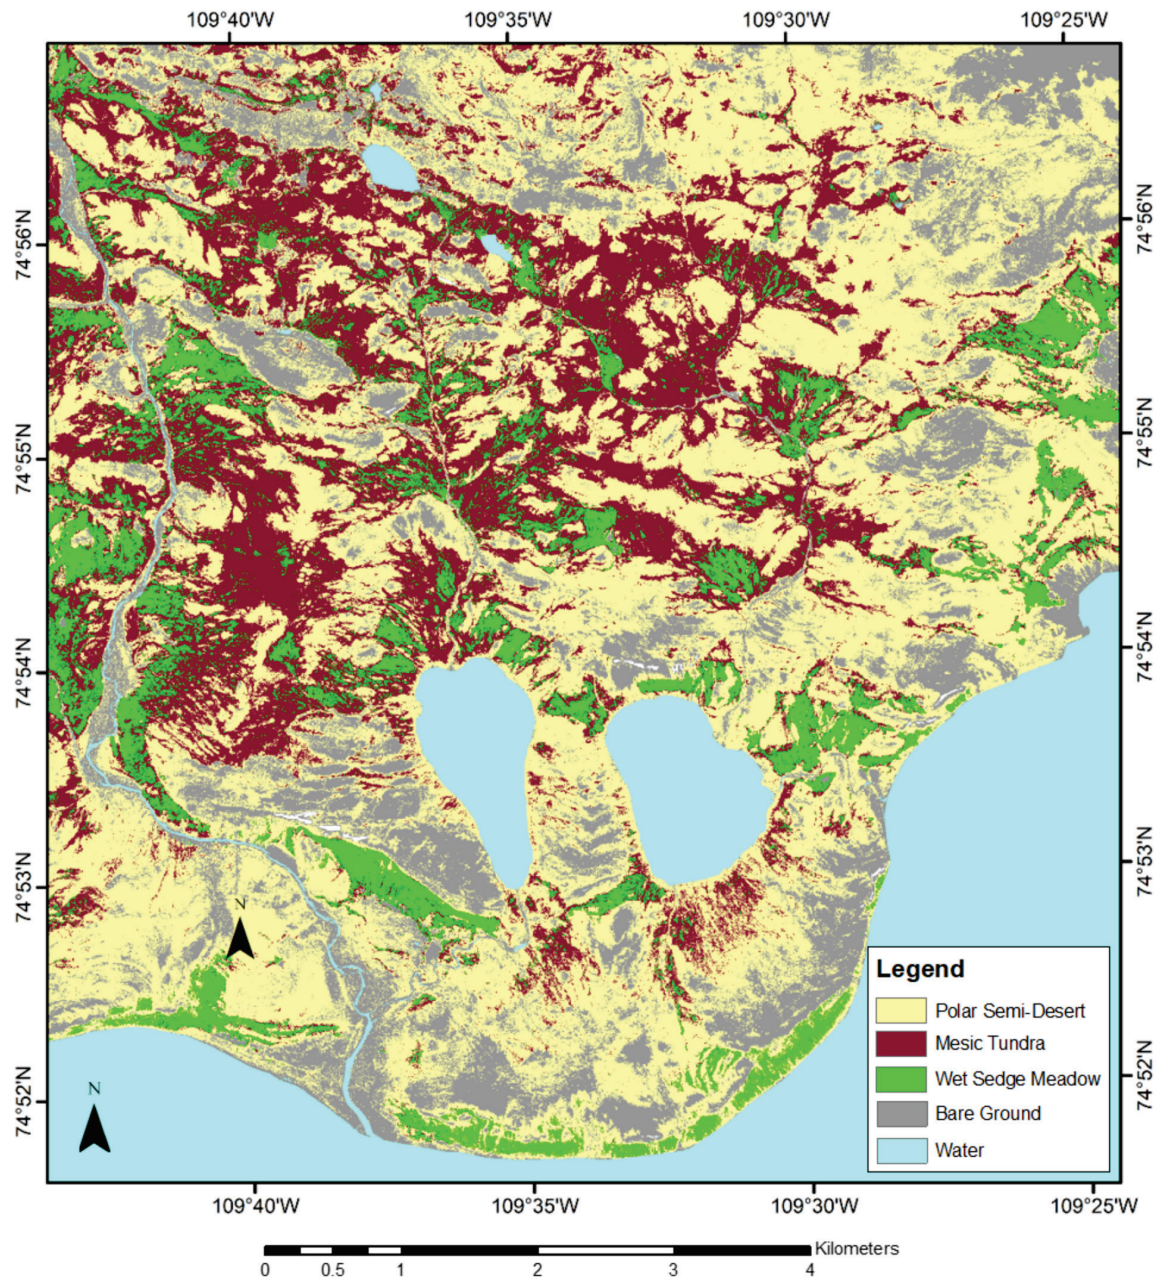 109°40'W 109°35'W 109°30'W 109°25'W
74°56'N
74°56'N
74°55'N
74°55'N
74°54'N
74°54'N
74°53'N
74°53'N
N
Legend
Polar Semi-Desert
Mesic Tundra
Wet Sedge Meadow
Bare Ground
Water
74°52'N
74°52'N
N
109°40'W 109°35'W 109°30'W 109°25'W
Kilometers
0 0.5 1 2 3 4